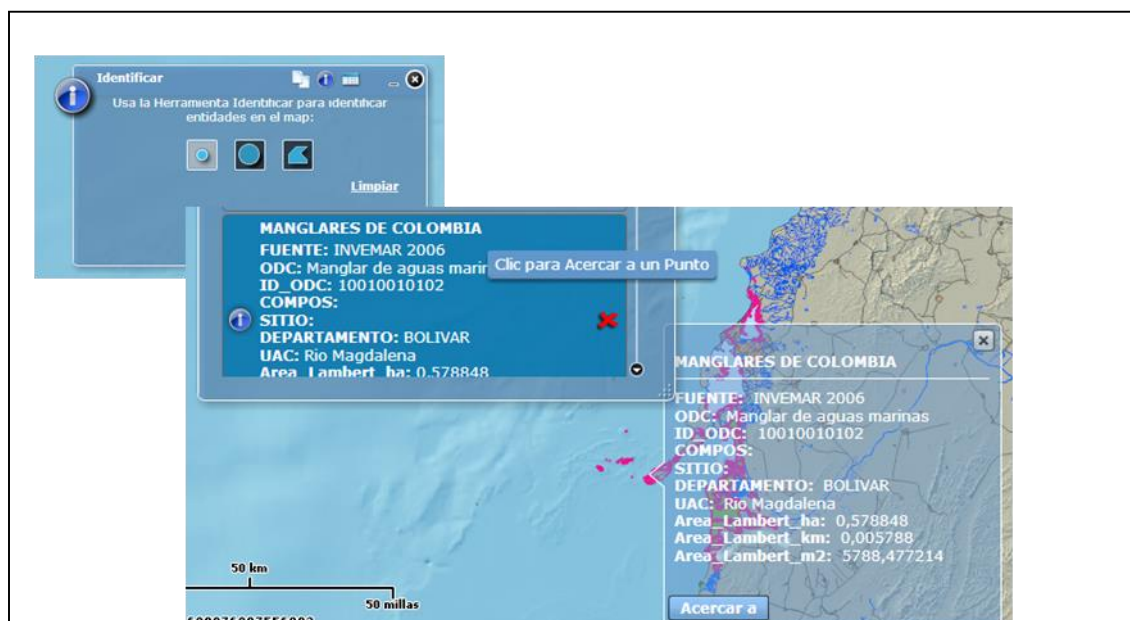 Identificar
Usa la Herramienta Identificar para identificar
entidades en el map:
Limpiar
MANGLARES DE COLOMBIA
FUENTE: INVEMAR 2006
ODC: Manglar de aguas marin
ID_ODC: 10010010102
COMPOS:
SITIO:
DEPARTAMENTO: BOLIVAR
UAC: Rio Magdalena
Area_Lambert_ha: 0,578848
Clic para Acercar a un Punto
MANGLARES DE COLOMBIA
FUENTE: INVEMAR 2006
ODC: Manglar de aguas marinas
ID_ODC: 10010010102
COMPOS:
SITIO:
DEPARTAMENTO: BOLIVAR
UAC: Rio Magdalena
Area_Lambert_ha: 0,578848
Area_Lambert_km: 0,005788
Area_Lambert_m2: 5788,477214
Acercar a
50 km
50 millas